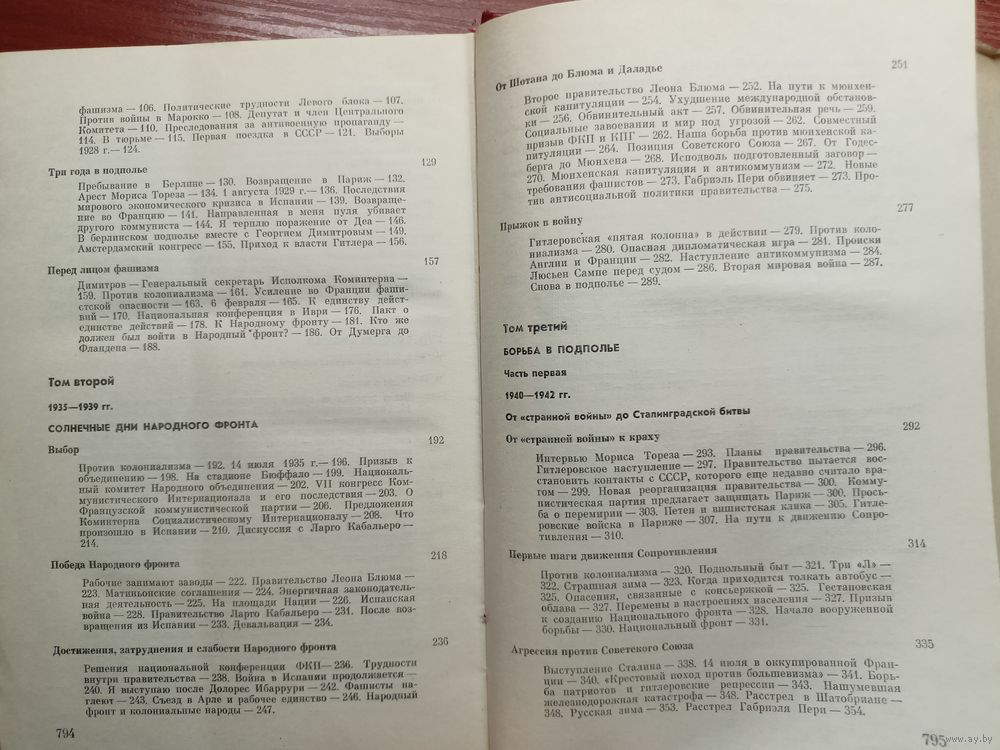 фашизма — 106. Политические трудности Левого блока — 107.
Против войны в Марокко — 108. Депутат и член Центрального
Комитета — 110. Преследования за антивоенную пропаганду —
114. В тюрьме — 115. Первая поездка в СССР — 121. Выборы
1928 г. — 124.
Три года в подполье 129
Пребывание в Берлине — 130. Возвращение в Париж — 132.
Арест Мориса Тореза — 134. 1 августа 1929 г. — 136. Последствия
мирового экономического кризиса в Испании — 139. Возвраще-
ние во Францию — 141. Направленная в меня пуля убивает
другого коммуниста — 144. Я терплю поражение от Деа — 146.
В берлинском подполье вместе с Георгием Димитровым — 149.
Амстердамский конгресс — 155. Приход к власти Гитлера — 156.
Перед лицом фашизма 157
Димитров — Генеральный секретарь Исполкома Коминтерна —
159. Против колониализма — 161. Усиление во Франции фаши-
стской опасности — 163. 6 февраля — 165. К единству дейст-
вий — 170. Национальная конференция в Иври — 176. Пакт о
единстве действий — 178. К Народному фронту — 181. Кто же
должен был войти в Народный фронт? — 186. От Думерга до
Фландена — 188.
Том второй
1935—1939 гг.
СОЛНЕЧНЫЕ ДНИ НАРОДНОГО ФРОНТА
Выбор 192
Против колониализма — 192. 14 июля 1935 г. — 196. Призыв к
объединению — 198. На стадионе Бюффало — 199. Националь-
ный комитет Народного объединения — 202. VII конгресс Ком-
мунистического Интернационала и его последствия — 203. О
Французской коммунистической партии — 206. Предложения
Коминтерна Социалистическому Интернационалу — 208. Что
произошло в Испании — 210. Дискуссия с Ларго Кабальеро —
214.
Победа Народного фронта 218
Рабочие занимают заводы — 222. Правительство Леона Блюма —
223. Матиньонские соглашения — 224. Энергичная законодатель-
ная деятельность — 225. На площади Нации — 226. Испанская
война — 228. Правительство Ларго Кабальеро — 231. После воз-
вращения из Испании — 233. Девальвация — 234.
Достижения, затруднения и слабости Народного фронта 236
Решения национальной конференции ФКП — 236. Трудности
внутри правительства — 238. Война в Испании продолжается —
240. Я выступаю после Долорес Ибаррури — 242. Фашисты на-
глеют — 243. Съезд в Арле и рабочее единство — 246. Народный
фронт и колониальные народы — 247.
794
От Шотана до Блюма и Даладье 251
Второе правительство Леона Блюма — 252. На пути к мюнхен-
ской капитуляции — 254. Ухудшение международной обстанов-
ки — 256. Обвинительный акт — 257. Обвинительная речь — 259.
Социальные завоевания и мир под угрозой — 262. Совместный
призыв ФКП и КПГ — 262. Наша борьба против мюнхенской ка-
питуляции — 264. Позиция Советского Союза — 267. От Годес-
берга до Мюнхена — 268. Исподволь подготовленный заговор —
270. Мюнхенская капитуляция и антикоммунизм — 272. Новые
требования фашистов — 273. Габриэль Пери обвиняет — 273. Про-
тив антисоциальной политики правительства — 275.
Прыжок в войну 277
Гитлеровская «пятая колонна» в действии — 279. Против коло-
ниализма — 280. Опасная дипломатическая игра — 281. Происки
Англии и Франции — 282. Наступление антикоммунизма — 284.
Люсьен Сампе перед судом — 286. Вторая мировая война — 287.
Снова в подполье — 289.
Том третий
БОРЬБА В ПОДПОЛЬЕ
Часть первая
1940—1942 гг.
От «странной войны» до Сталинградской битвы
От «странной войны» к краху 292
Интервью Мориса Тореза — 293. Планы правительства — 296.
Гитлеровское наступление — 297. Правительство пытается вос-
становить контакты с СССР, которого еще недавно считало вра-
гом — 299. Новая реорганизация правительства — 300. Комму-
нистическая партия предлагает защищать Париж — 300. Прось-
ба о перемирии — 303. Петен и вишистская клика — 305. Гитле-
ровские войска в Париже — 307. На пути к движению Сопро-
тивления — 310.
Первые шаги движения Сопротивления 314
Против колониализма — 320. Подпольный быт — 321. Три «Л» —
322. Страшная зима — 323. Когда приходится толкать автобус —
325. Опасения, связанные с консьержкой — 325. Гестаповская
облава — 327. Перемены в настроениях населения — 327. Призыв
к созданию Национального фронта — 328. Начало вооруженной
борьбы — 330. Национальный фронт — 331.
Агрессия против Советского Союза 335
Выступление Сталина — 338. 14 июля в оккупированной Фран-
ции — 340. «Крестовый поход против большевизма» — 341. Борь-
ба патриотов и гитлеровские репрессии — 343. Нашумевшая
железнодорожная катастрофа — 348. Расстрел в Шатобриане —
348. Русская зима — 353. Расстрел Габриэля Пери — 354.
795
www.ay.by